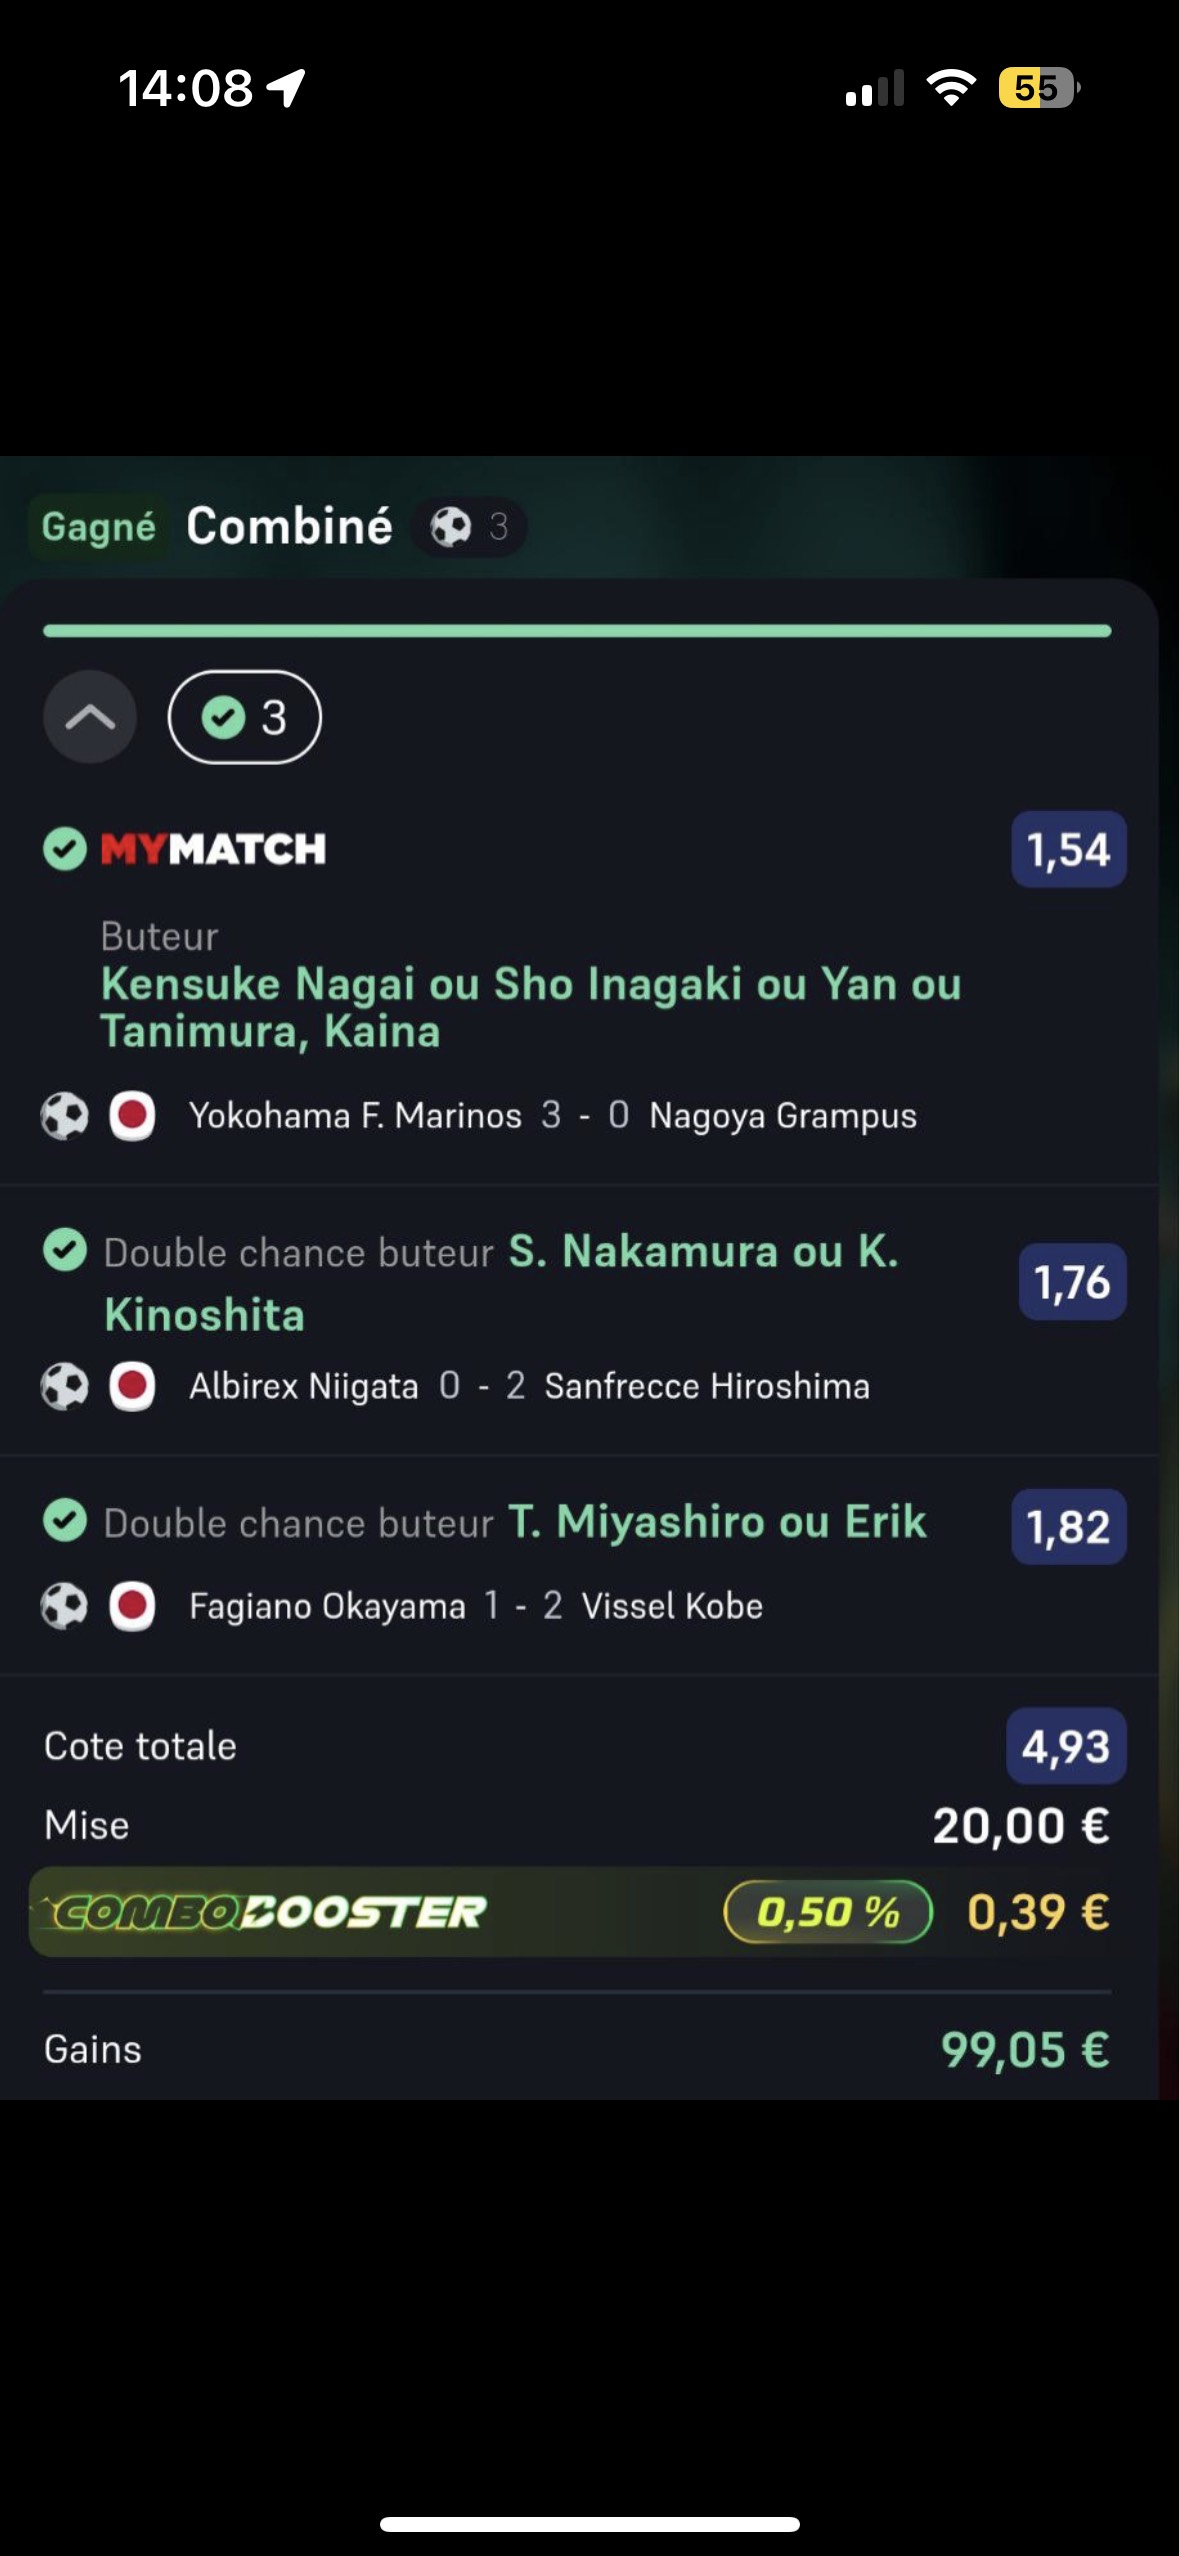 14:08
55
Gagné Combiné 3
3
MYMATCH 1,54
Buteur
Kensuke Nagai ou Sho Inagaki ou Yan ou
Tanimura, Kaina
Yokohama F. Marinos 3 - 0 Nagoya Grampus
Double chance buteur S. Nakamura ou K.
Kinoshita
1,76
Albirex Niigata 0 - 2 Sanfrecce Hiroshima
Double chance buteur T. Miyashiro ou Erik 1,82
Fagiano Okayama 1 - 2 Vissel Kobe
Cote totale 4,93
Mise 20,00 €
COMBOBOOSTER 0,50 % 0,39 €
Gains 99,05 €